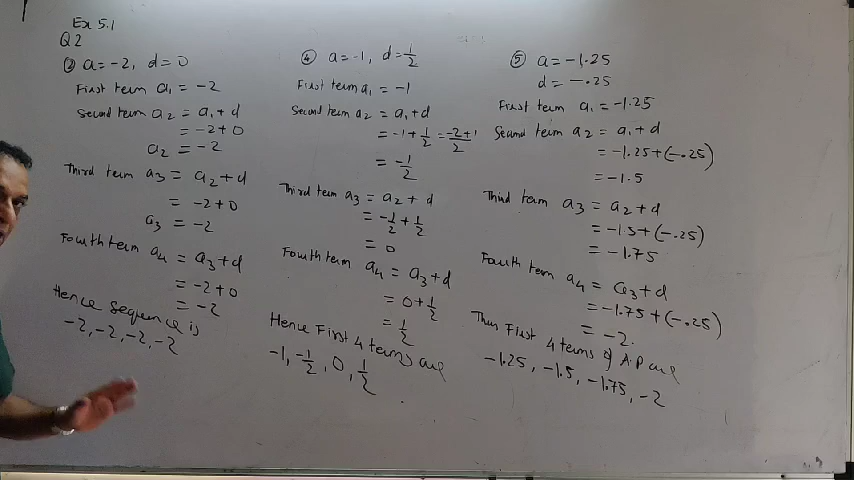 Ex 5.1
Q2
③ a = -2, d = 0
First term a₁ = -2
Second term a₂ = a₁+d
= -2+0
a₂ = -2
Third term a₃ = a₂+d
= -2+0
a₃ = -2
Fourth term a₄ = a₃+d
= -2+0
= -2
Hence sequence is
-2, -2, -2, -2
④ a = -1, d = 1/2
First term a₁ = -1
Second term a₂ = a₁+d
= -1+1/2 = -2+1/2
= -1/2
Third term a₃ = a₂+d
= -1/2+1/2
= 0
Fourth term a₄ = a₃+d
= 0+1/2
= 1/2
Hence First 4 terms are
-1, -1/2, 0, 1/2
⑤ a = -1.25
d = -.25
First term a₁ = -1.25
Second term a₂ = a₁+d
= -1.25+(-.25)
= -1.5
Third term a₃ = a₂+d
= -1.5+(-.25)
= -1.75
Fourth term a₄ = a₃+d
= -1.75+(-.25)
= -2.
Thus First 4 terms of A.P are
-1.25, -1.5, -1.75, -2